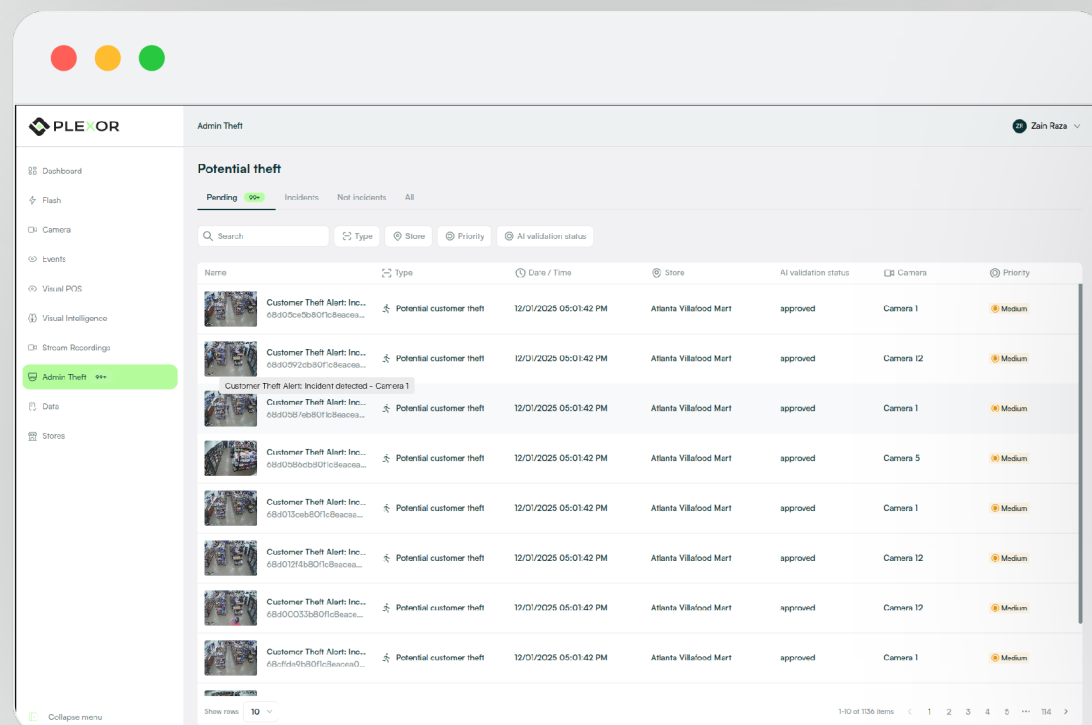 PLEXOR
Admin Theft
ZR Zain Raza
Dashboard
Flash
Camera
Events
Visual POS
Visual Intelligence
Stream Recordings
Admin Theft 99+
Data
Stores
Collapse menu
Potential theft
Pending 99+ Incidents Not incidents All
Search Type Store Priority AI validation status
Name Type Date / Time Store AI validation status Camera Priority
Customer Theft Alert: Inc... Potential customer theft 12/01/2025 05:01:42 PM Atlanta Villafood Mart approved Camera 1 Medium
68d05ce5b80f1c8eacea...
Customer Theft Alert: Inc... Potential customer theft 12/01/2025 05:01:42 PM Atlanta Villafood Mart approved Camera 12 Medium
68d0592cb80f1c8eacea...
Customer Theft Alert: Incident detected - Camera 1
Customer Theft Alert: Inc... Potential customer theft 12/01/2025 05:01:42 PM Atlanta Villafood Mart approved Camera 1 Medium
68d0587eb80f1c8eacea...
Customer Theft Alert: Inc... Potential customer theft 12/01/2025 05:01:42 PM Atlanta Villafood Mart approved Camera 5 Medium
68d0586db80f1c8eacea...
Customer Theft Alert: Inc... Potential customer theft 12/01/2025 05:01:42 PM Atlanta Villafood Mart approved Camera 1 Medium
68d013ceb80f1c8eacea...
Customer Theft Alert: Inc... Potential customer theft 12/01/2025 05:01:42 PM Atlanta Villafood Mart approved Camera 12 Medium
68d012f4b80f1c8eacea...
Customer Theft Alert: Inc... Potential customer theft 12/01/2025 05:01:42 PM Atlanta Villafood Mart approved Camera 12 Medium
68d00033b80f1c8eace...
Customer Theft Alert: Inc... Potential customer theft 12/01/2025 05:01:42 PM Atlanta Villafood Mart approved Camera 1 Medium
68cffde9b80f1c8eacea0...
Show rows 10 1-10 of 1136 items 1 2 3 4 5 ... 114